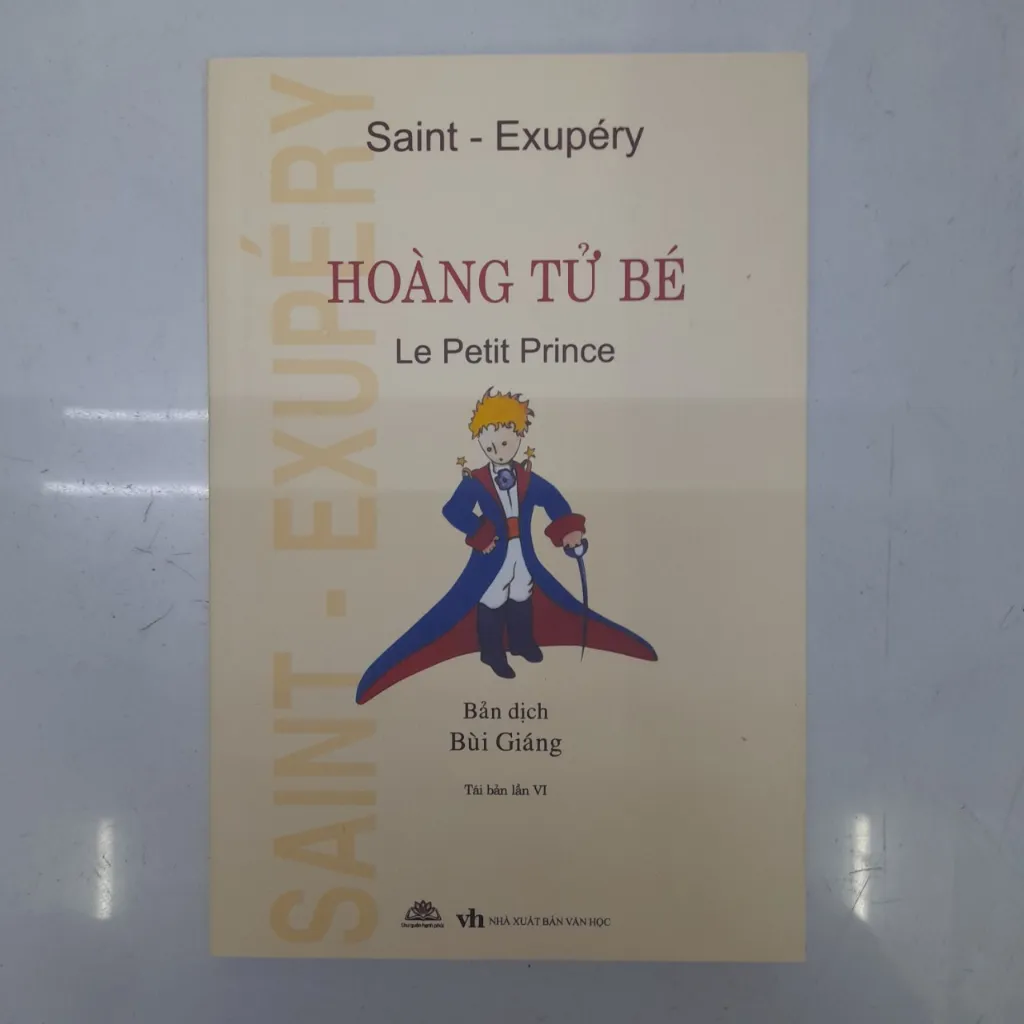 SAINT - EXUPÉRY
Saint - Exupéry
HOÀNG TỬ BÉ
Le Petit Prince
Bản dịch
Bùi Giáng
Tái bản lần VI
vh NHÀ XUẤT BẢN VĂN HỌC